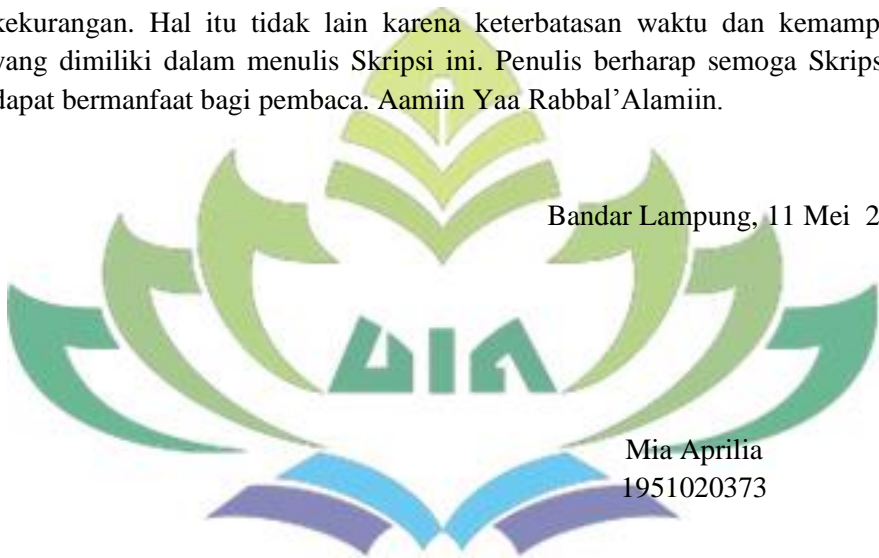 kekurangan. Hal itu tidak lain karena keterbatasan waktu dan kemamp
yang dimiliki dalam menulis Skripsi ini. Penulis berharap semoga Skrips
dapat bermanfaat bagi pembaca. Aamiin Yaa Rabbal’Alamiin.
Bandar Lampung, 11 Mei 2
UIN
Mia Aprilia
1951020373